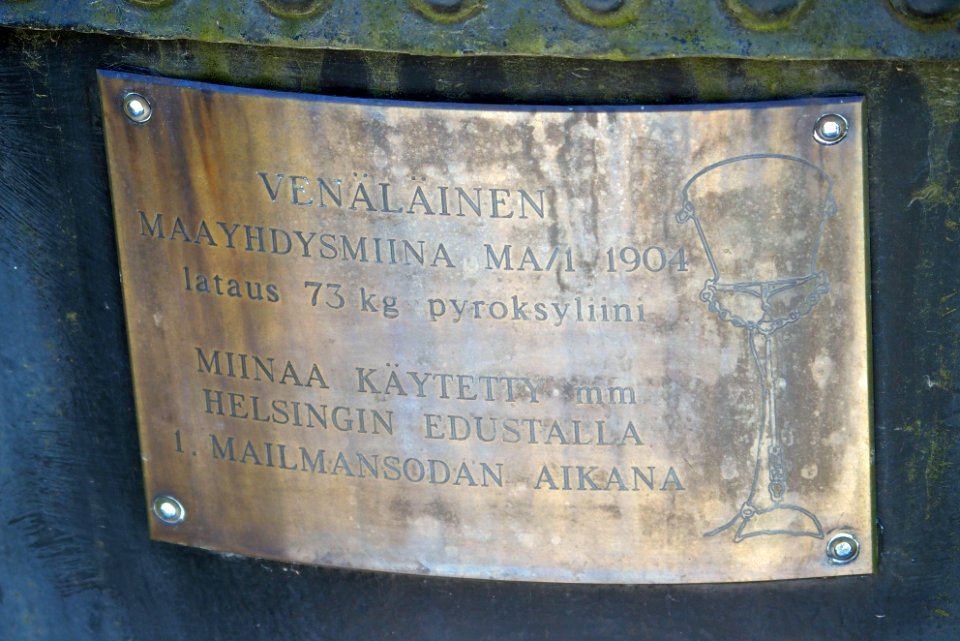 VENÄLÄINEN
MAAYHDYSMIINA MA/1 1904
lataus 73 kg pyroksyliini
MIINAA KÄYTETTY mm
HELSINGIN EDUSTALLA
1. MAILMANSODAN AIKANA